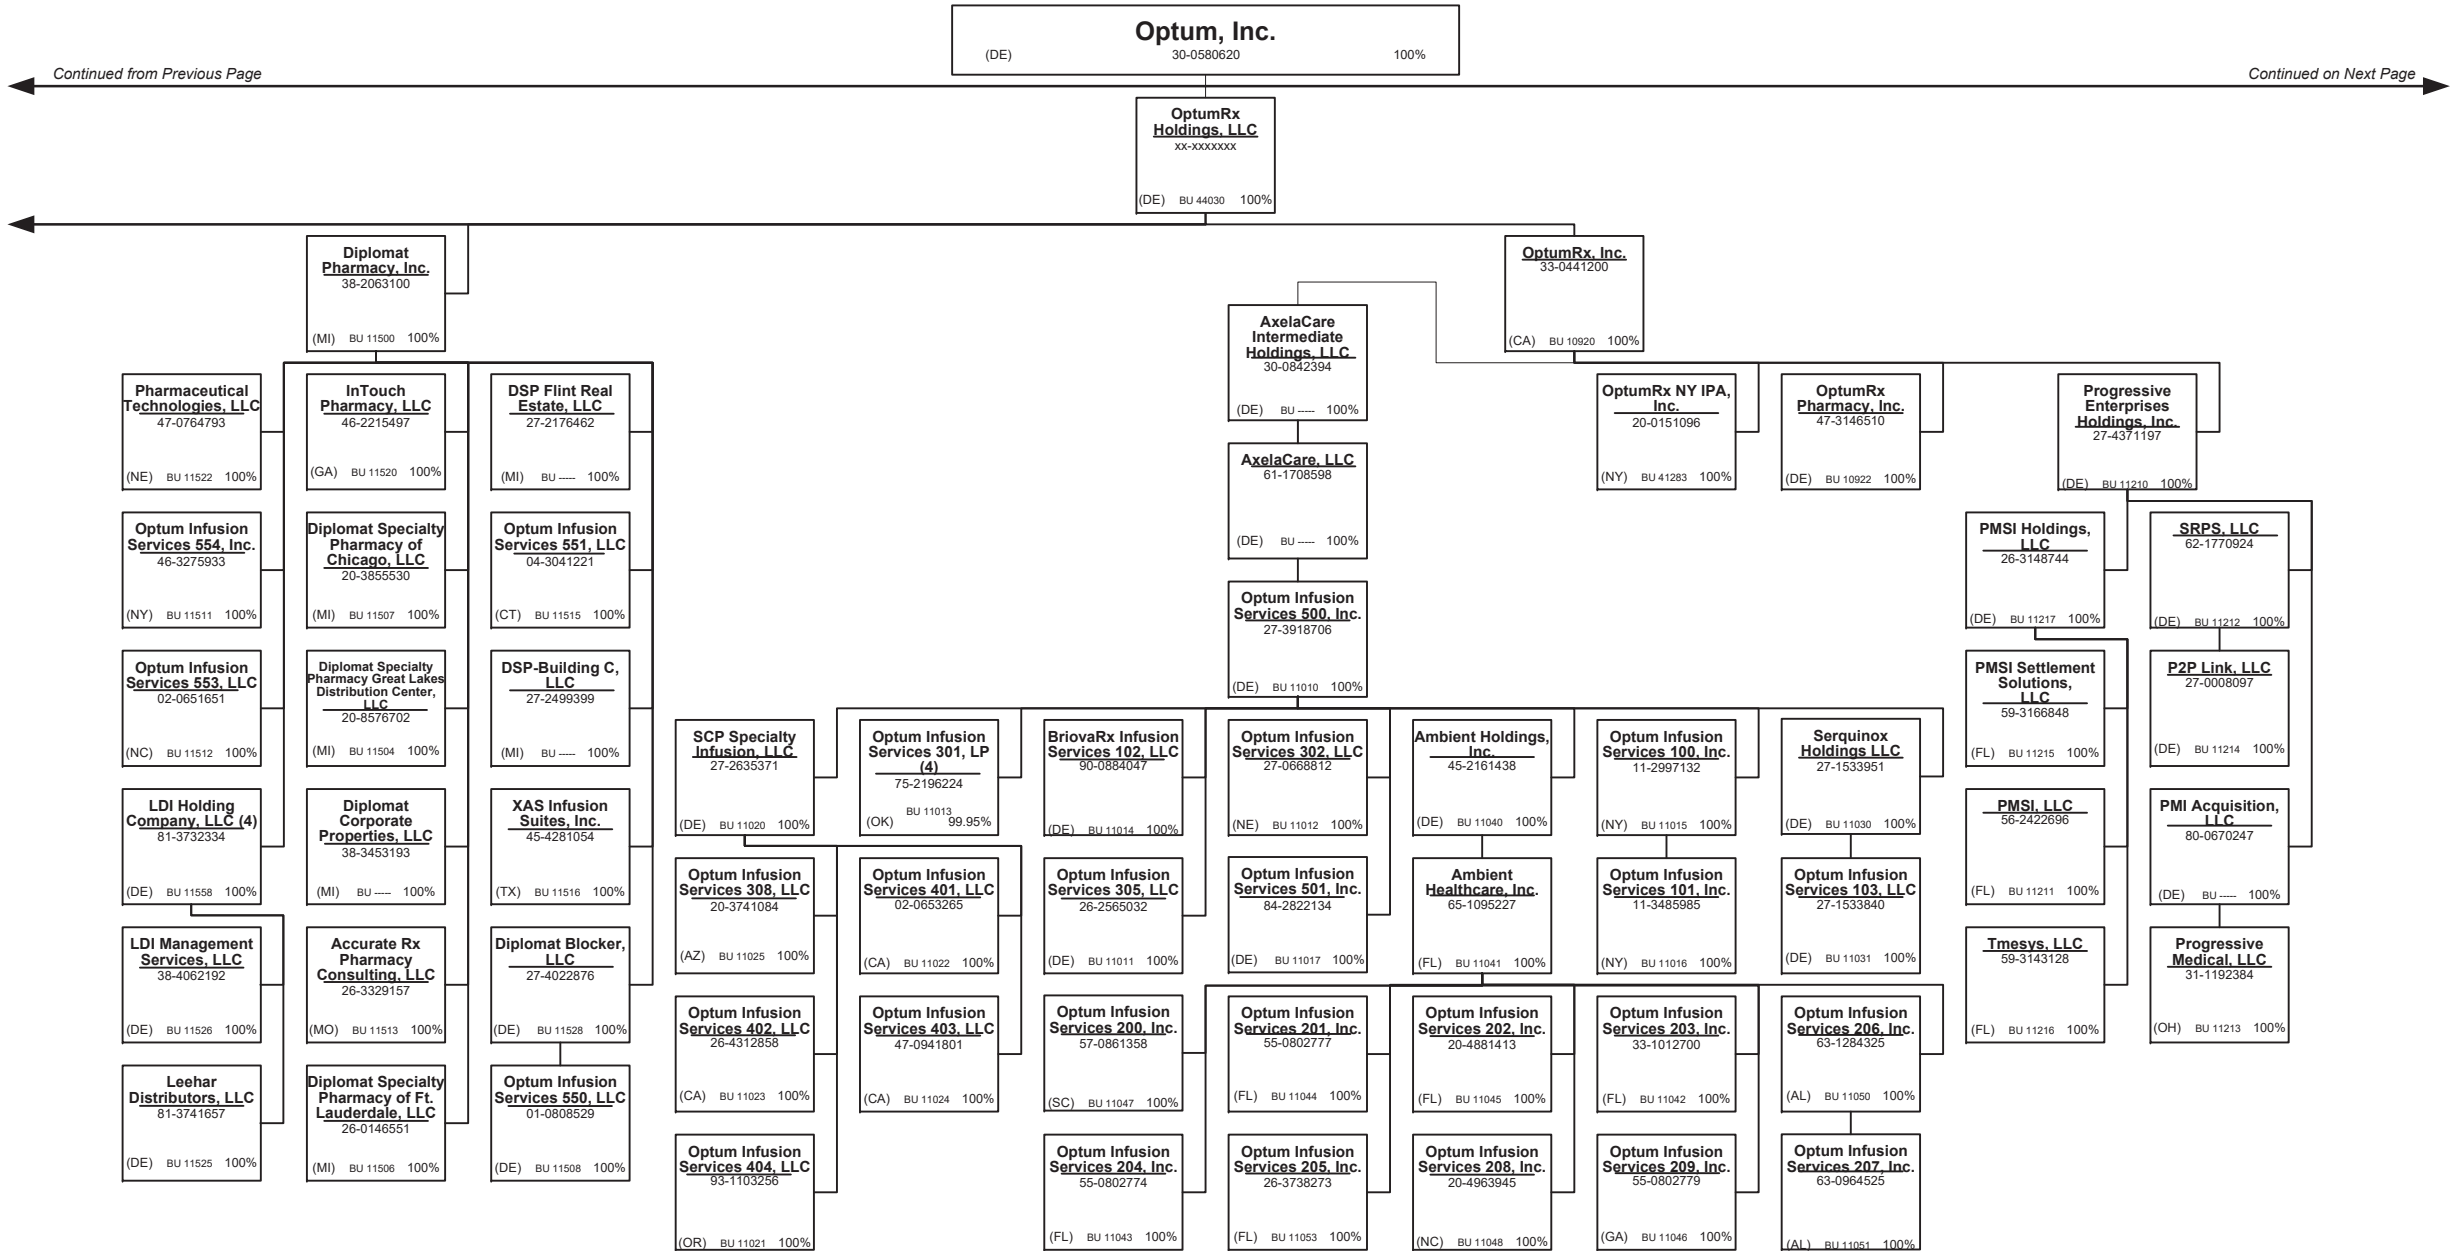 Optum, Inc.
(DE) 30-0580620 100%
Continued from Previous Page
Continued on Next Page
OptumRx
Holdings, LLC
xx-xxxxxxx
(DE) BU 44030 100%
Diplomat
Pharmacy, Inc.
38-2063100
(MI) BU 11500 100%
OptumRx, Inc.
33-0441200
(CA) BU 10920 100%
AxelaCare
Intermediate
Holdings, LLC
30-0842394
(DE) BU ----- 100%
Pharmaceutical
Technologies, LLC
47-0764793
(NE) BU 11522 100%
InTouch
Pharmacy, LLC
46-2215497
(GA) BU 11520 100%
DSP Flint Real
Estate, LLC
27-2176462
(MI) BU ----- 100%
OptumRx NY IPA,
Inc.
20-0151096
(NY) BU 41283 100%
OptumRx
Pharmacy, Inc.
47-3146510
(DE) BU 10922 100%
Progressive
Enterprises
Holdings, Inc.
27-4371197
(DE) BU 11210 100%
AxelaCare, LLC
61-1708598
(DE) BU ----- 100%
Optum Infusion
Services 554, Inc.
46-3275933
(NY) BU 11511 100%
Diplomat Specialty
Pharmacy of
Chicago, LLC
20-3855530
(MI) BU 11507 100%
Optum Infusion
Services 551, LLC
04-3041221
(CT) BU 11515 100%
PMSI Holdings,
LLC
26-3148744
(DE) BU 11217 100%
SRPS, LLC
62-1770924
(DE) BU 11212 100%
Optum Infusion
Services 500, Inc.
27-3918706
(DE) BU 11010 100%
Optum Infusion
Services 553, LLC
02-0651651
(NC) BU 11512 100%
Diplomat Specialty
Pharmacy Great Lakes
Distribution Center,
LLC
20-8576702
(MI) BU 11504 100%
DSP-Building C,
LLC
27-2499399
(MI) BU ----- 100%
PMSI Settlement
Solutions,
LLC
59-3166848
(FL) BU 11215 100%
P2P Link, LLC
27-0008097
(DE) BU 11214 100%
SCP Specialty
Infusion, LLC
27-2635371
(DE) BU 11020 100%
Optum Infusion
Services 301, LP
(4)
75-2196224
BU 11013
(OK) 99.95%
BriovaRx Infusion
Services 102, LLC
90-0884047
(DE) BU 11014 100%
Optum Infusion
Services 302, LLC
27-0668812
(NE) BU 11012 100%
Ambient Holdings,
Inc.
45-2161438
(DE) BU 11040 100%
Optum Infusion
Services 100, Inc.
11-2997132
(NY) BU 11015 100%
Serquinox
Holdings LLC
27-1533951
(DE) BU 11030 100%
LDI Holding
Company, LLC (4)
81-3732334
(DE) BU 11558 100%
Diplomat
Corporate
Properties, LLC
38-3453193
(MI) BU ----- 100%
XAS Infusion
Suites, Inc.
45-4281054
(TX) BU 11516 100%
PMSI, LLC
56-2422696
(FL) BU 11211 100%
PMI Acquisition,
LLC
80-0670247
(DE) BU ----- 100%
Optum Infusion
Services 308, LLC
20-3741084
(AZ) BU 11025 100%
Optum Infusion
Services 401, LLC
02-0653265
(CA) BU 11022 100%
Optum Infusion
Services 305, LLC
26-2565032
(DE) BU 11011 100%
Optum Infusion
Services 501, Inc.
84-2822134
(DE) BU 11017 100%
Ambient
Healthcare, Inc.
65-1095227
(FL) BU 11041 100%
Optum Infusion
Services 101, Inc.
11-3485985
(NY) BU 11016 100%
Optum Infusion
Services 103, LLC
27-1533840
(DE) BU 11031 100%
LDI Management
Services, LLC
38-4062192
(DE) BU 11526 100%
Accurate Rx
Pharmacy
Consulting, LLC
26-3329157
(MO) BU 11513 100%
Diplomat Blocker,
LLC
27-4022876
(DE) BU 11528 100%
Tmesys, LLC
59-3143128
(FL) BU 11216 100%
Progressive
Medical, LLC
31-1192384
(OH) BU 11213 100%
Optum Infusion
Services 402, LLC
26-4312858
(CA) BU 11023 100%
Optum Infusion
Services 403, LLC
47-0941801
(CA) BU 11024 100%
Optum Infusion
Services 200, Inc.
57-0861358
(SC) BU 11047 100%
Optum Infusion
Services 201, Inc.
55-0802777
(FL) BU 11044 100%
Optum Infusion
Services 202, Inc.
20-4881413
(FL) BU 11045 100%
Optum Infusion
Services 203, Inc.
33-1012700
(FL) BU 11042 100%
Optum Infusion
Services 206, Inc.
63-1284325
(AL) BU 11050 100%
Leehar
Distributors, LLC
81-3741657
(DE) BU 11525 100%
Diplomat Specialty
Pharmacy of Ft.
Lauderdale, LLC
26-0146551
(MI) BU 11506 100%
Optum Infusion
Services 550, LLC
01-0808529
(DE) BU 11508 100%
Optum Infusion
Services 404, LLC
93-1103256
(OR) BU 11021 100%
Optum Infusion
Services 204, Inc.
55-0802774
(FL) BU 11043 100%
Optum Infusion
Services 205, Inc.
26-3738273
(FL) BU 11053 100%
Optum Infusion
Services 208, Inc.
20-4963945
(NC) BU 11048 100%
Optum Infusion
Services 209, Inc.
55-0802779
(GA) BU 11046 100%
Optum Infusion
Services 207, Inc.
63-0964525
(AL) BU 11051 100%